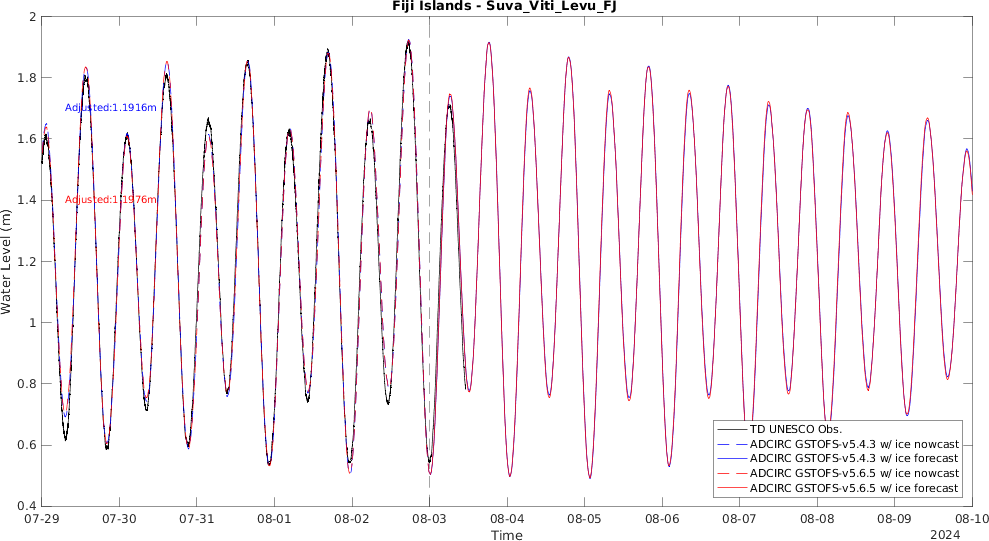 Fiji Islands - Suva_Viti_Levu_FJ
2
1.8
Adjusted:1.1916m
1.6
1.4
Adjusted:1.1976m
1.2
1
0.8
0.6
0.4
Water Level (m)
TD UNESCO Obs.
ADCIRC GSTOFS-v5.4.3 w/ ice nowcast
ADCIRC GSTOFS-v5.4.3 w/ ice forecast
ADCIRC GSTOFS-v5.6.5 w/ ice nowcast
ADCIRC GSTOFS-v5.6.5 w/ ice forecast
07-29 07-30 07-31 08-01 08-02 08-03 08-04 08-05 08-06 08-07 08-08 08-09 08-10
Time
2024